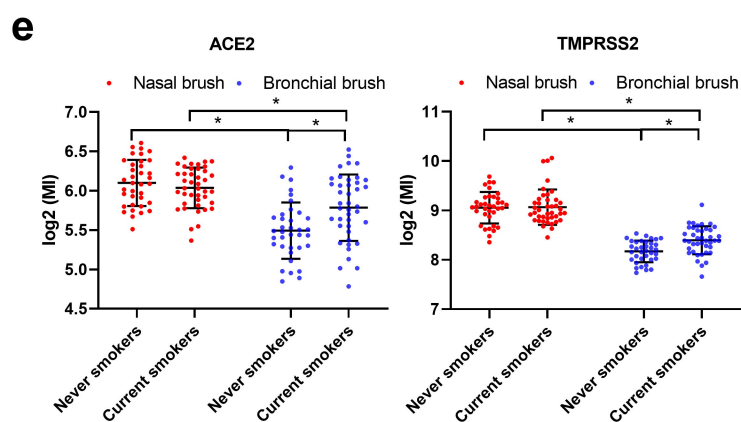 e
ACE2
Nasal brush Bronchial brush
* * *
7.0
6.5
6.0
5.5
5.0
4.5
log2 (MI)
Never smokers
Current smokers
Never smokers
Current smokers
TMPRSS2
Nasal brush Bronchial brush
* * *
11
10
9
8
7
log2 (MI)
Never smokers
Current smokers
Never smokers
Current smokers